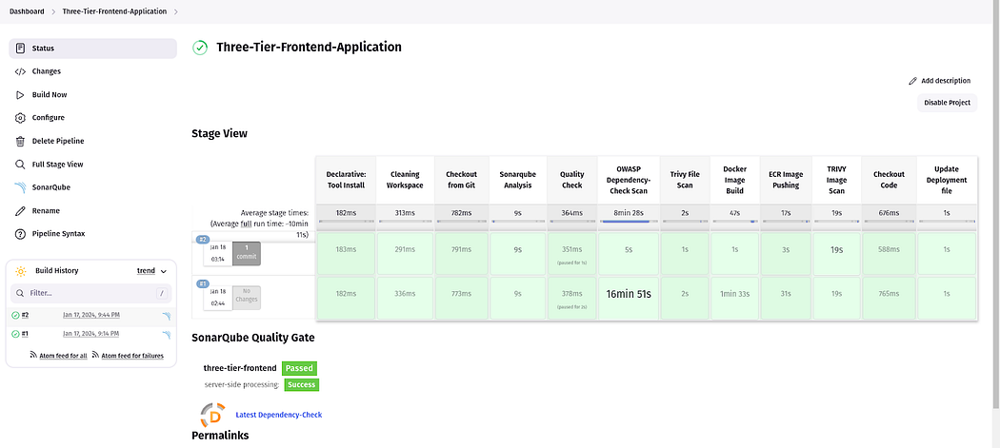 Dashboard
Three-Tier-Frontend-Application
Status
Changes
Build Now
Configure
Delete Pipeline
Full Stage View
SonarQube
Rename
Pipeline Syntax
Build History
trend
Filter...
/
#2
Jan 17, 2024, 9:44 PM
#1
Jan 17, 2024, 9:14 PM
Atom feed for all
Atom feed for failures
Three-Tier-Frontend-Application
Add description
Disable Project
Stage View
Declarative:
Tool Install
Cleaning
Workspace
Checkout
from Git
Sonarqube
Analysis
Quality
Check
OWASP
Dependency-
Check Scan
Trivy File
Scan
Docker
Image
Build
ECR Image
Pushing
TRIVY
Image
Scan
Checkout
Code
Update
Deployment
file
Average stage times:
(Average full run time: ~10min
11s)
182ms
313ms
782ms
9s
364ms
8min 28s
2s
47s
17s
19s
676ms
1s
#2
Jan 18
03:14
1
commit
183ms
291ms
791ms
9s
351ms
(passed for 1s)
5s
1s
1s
3s
19s
588ms
1s
#1
Jan 18
02:44
No
Changes
182ms
336ms
773ms
9s
378ms
(passed for 2s)
16min 51s
2s
1min 33s
31s
19s
765ms
1s
SonarQube Quality Gate
three-tier-frontend
Passed
server-side processing:
Success
D
Latest Dependency-Check
Permalinks